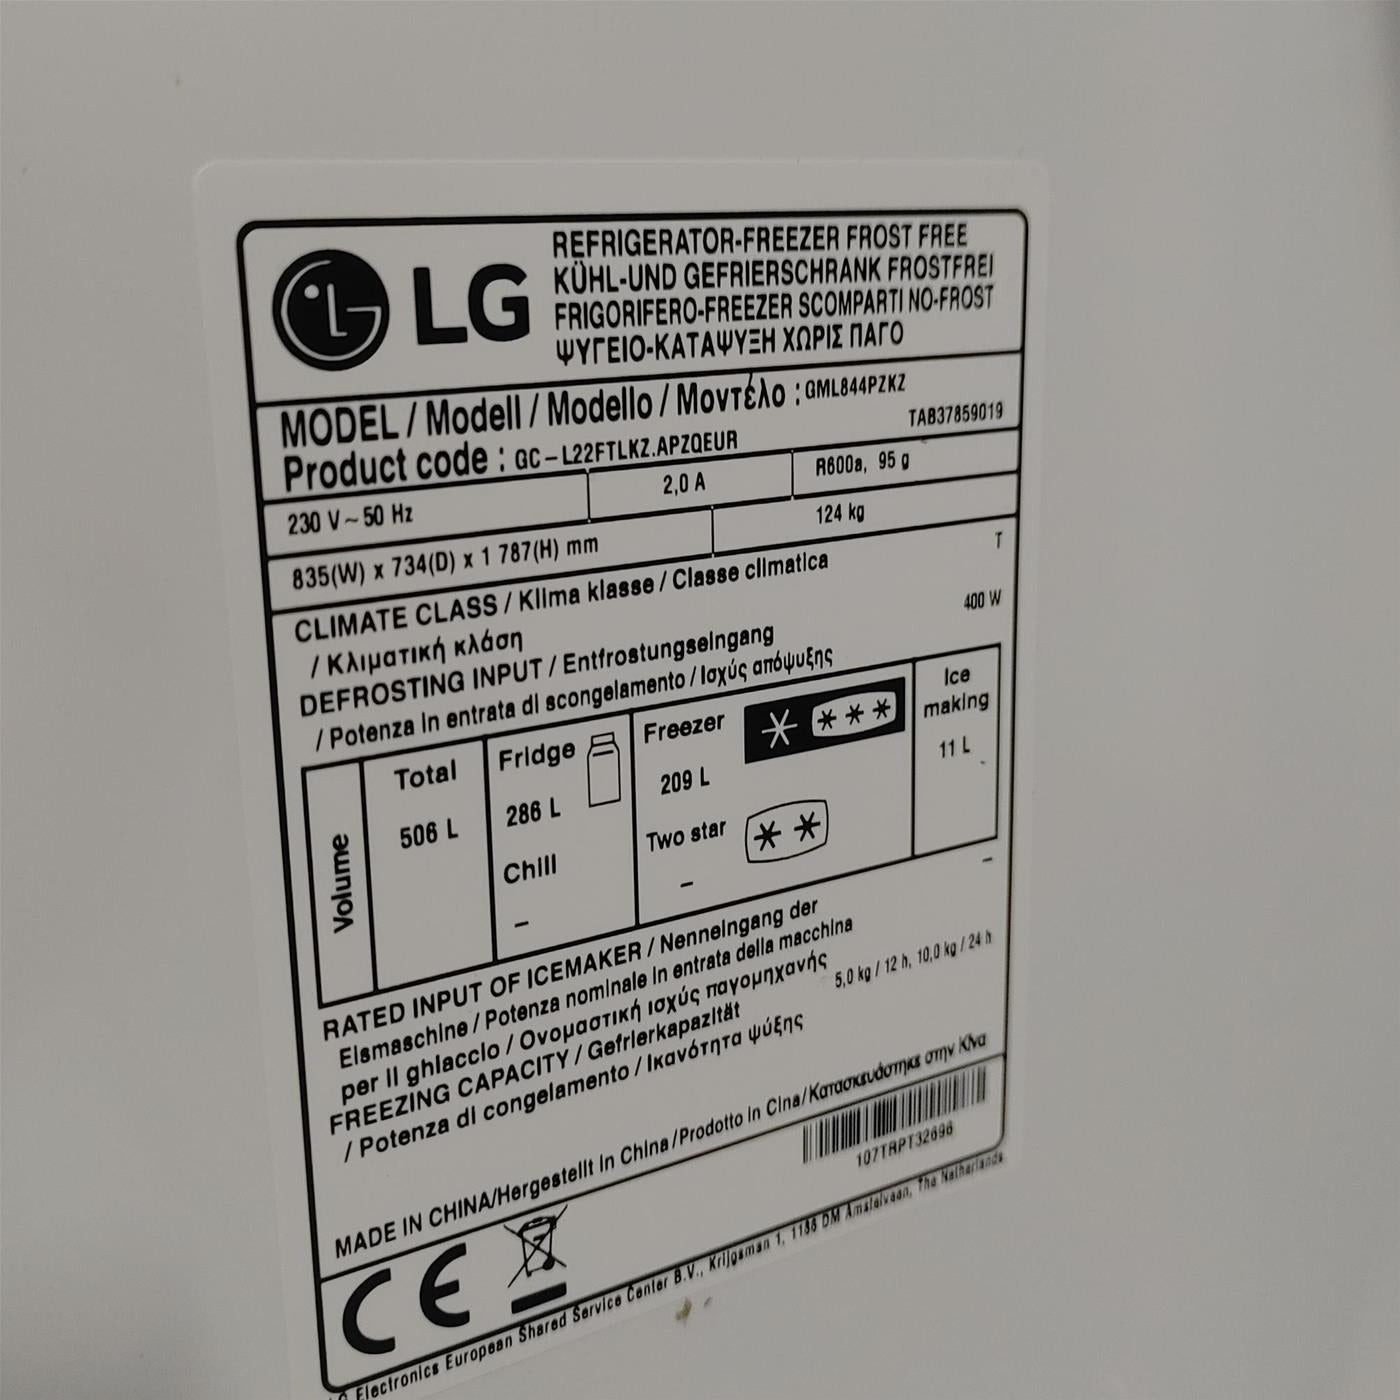 LG
REFRIGERATOR-FREEZER FROST FREE
KÜHL-UND GEFRIERSCHRANK FROSTFREI
FRIGORIFERO-FREEZER SCOMPARTI NO-FROST
ΨΥΓΕΙΟ-ΚΑΤΑΨΥΞΗ ΧΩΡΙΣ ΠΑΓΟ
MODEL / Modell / Modello / Μοντέλο : GML844PZKZ
TAB37859019
Product code : GC-L22FTLKZ.APZQEUR
230 V~ 50 Hz 2,0 A R600a, 95 g
835(W) x 734(D) x 1 787(H) mm 124 kg
CLIMATE CLASS / Klima klasse / Classe climatica T
/ Κλιματική κλάση
DEFROSTING INPUT / Entfrostungseingang 400 W
/ Potenza in entrata di scongelamento / Ισχύς απόψυξης
Volume
Total
506 L
Fridge
286 L
Chill
–
Freezer
209 L
Two star
–
Ice
making
11 L
RATED INPUT OF ICEMAKER / Nenneingang der –
Eismaschine / Potenza nominale in entrata della macchina
per il ghiaccio / Ονομαστική ισχύς παγομηχανής
FREEZING CAPACITY / Gefrierkapazität 5,0 kg / 12 h, 10,0 kg / 24 h
/ Potenza di congelamento / Ικανότητα ψύξης
MADE IN CHINA/Hergestellt in China/Prodotto in Cina/Κατασκευάστηκε στην Κίνα
107TRPT32696
CE
LG Electronics European Shared Service Center B.V., Krijgsman 1, 1186 DM Amstelveen, The Netherlands